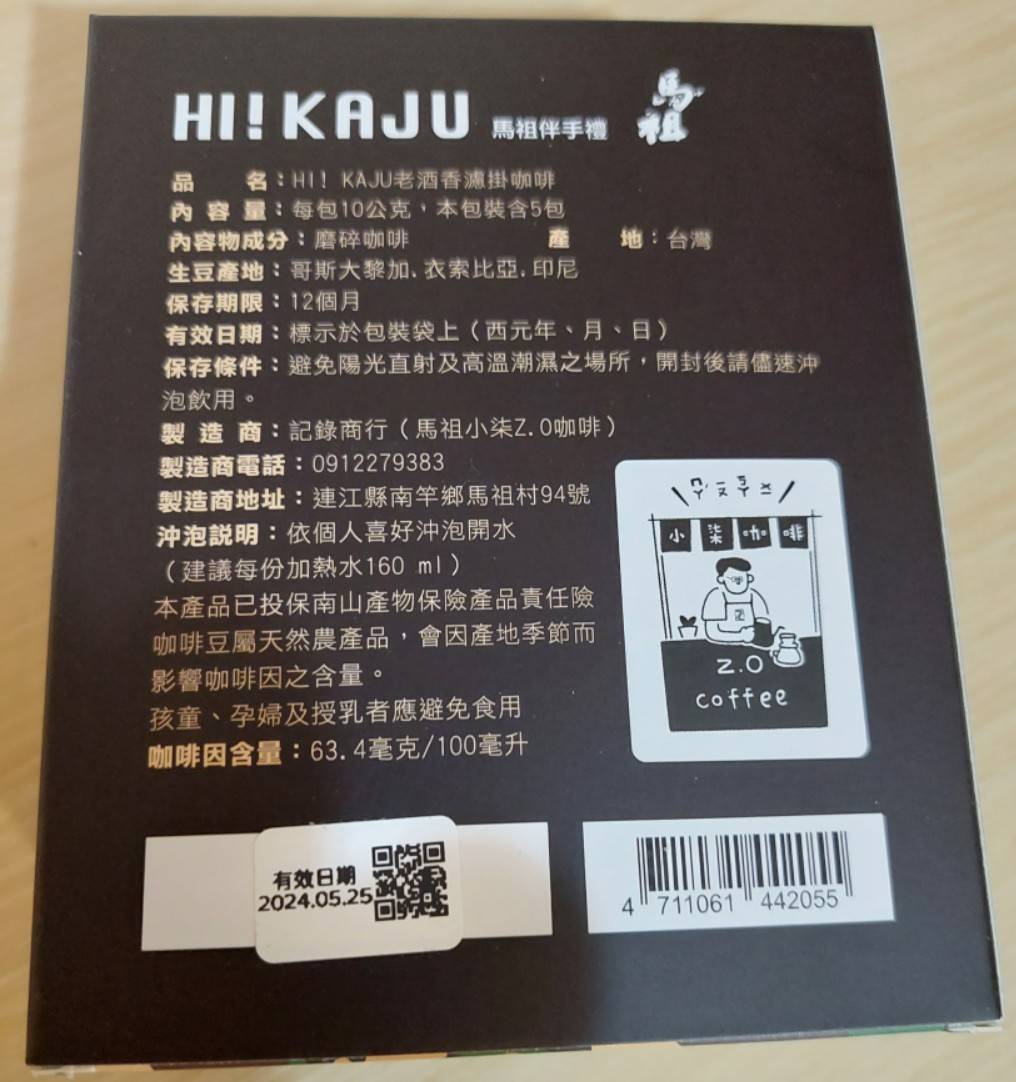 HI! KAJU 馬祖伴手禮 馬祖
品名：HI! KAJU老酒香濾掛咖啡
內容量：每包10公克，本包裝含5包
內容物成分：磨碎咖啡 產地：台灣
生豆產地：哥斯大黎加.衣索比亞.印尼
保存期限：12個月
有效日期：標示於包裝袋上（西元年、月、日）
保存條件：避免陽光直射及高溫潮濕之場所，開封後請儘速沖
泡飲用。
製造商：記錄商行（馬祖小柒Z.O咖啡）
製造商電話：0912279383
製造商地址：連江縣南竿鄉馬祖村94號
沖泡說明：依個人喜好沖泡開水
（建議每份加熱水160 ml）
本產品已投保南山產物保險產品責任險
咖啡豆屬天然農產品，會因產地季節而
影響咖啡因之含量。
孩童、孕婦及授乳者應避免食用
咖啡因含量：63.4毫克/100毫升
小柒咖啡
Z
Z.O
coffee
有效日期
2024.05.25
4 711061 442055